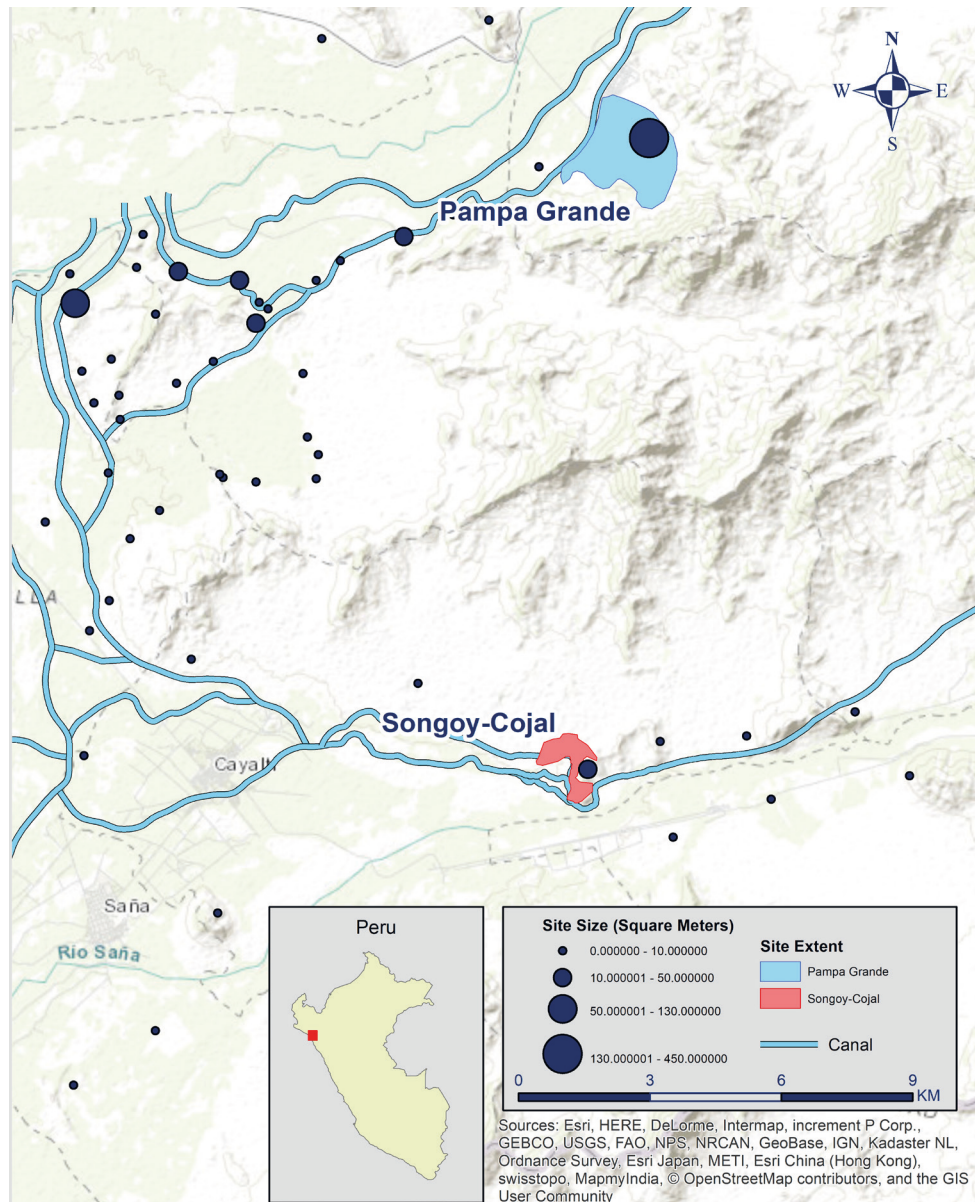 N
W E
S
Pampa Grande
LLA
Songoy-Cojal
Cayalti
Saña
Rio Saña
Peru
Site Size (Square Meters)
0.000000 - 10.000000
10.000001 - 50.000000
50.000001 - 130.000000
130.000001 - 450.000000
Site Extent
Pampa Grande
Songoy-Cojal
Canal
0 3 6 9
KM
Sources: Esri, HERE, DeLorme, Intermap, increment P Corp.,
GEBCO, USGS, FAO, NPS, NRCAN, GeoBase, IGN, Kadaster NL,
Ordnance Survey, Esri Japan, METI, Esri China (Hong Kong),
swisstopo, MapmyIndia, © OpenStreetMap contributors, and the GIS
User Community